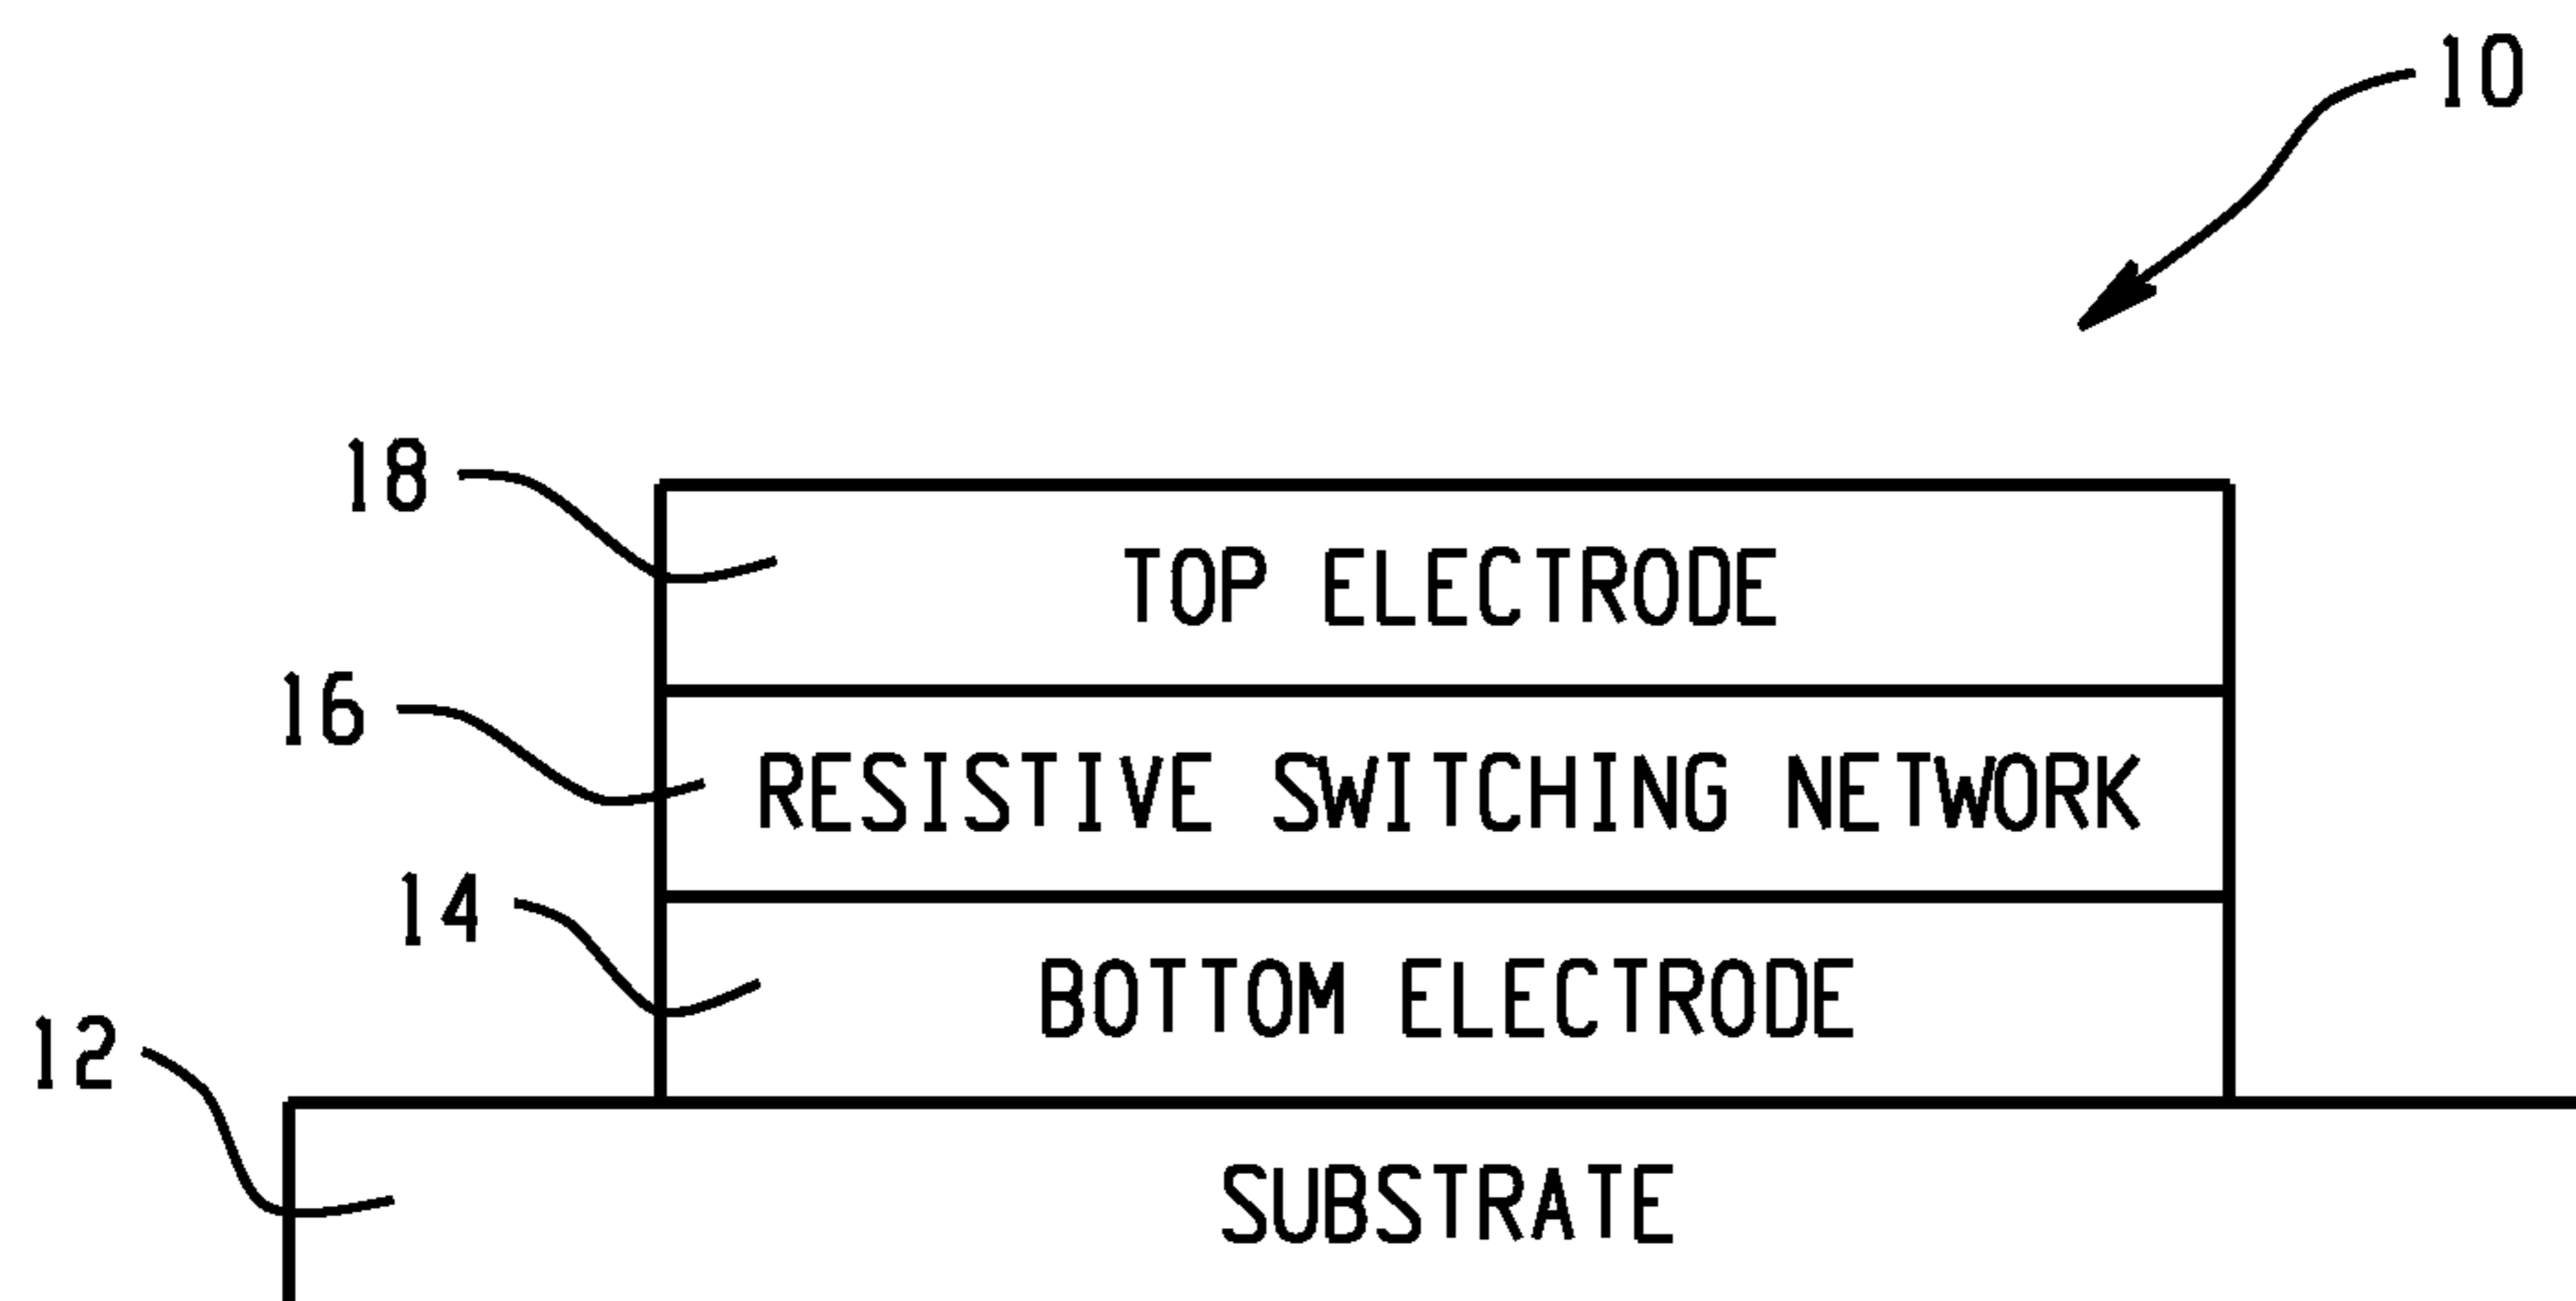 10
18
TOP ELECTRODE
16
RESISTIVE SWITCHING NETWORK
14
BOTTOM ELECTRODE
12
SUBSTRATE